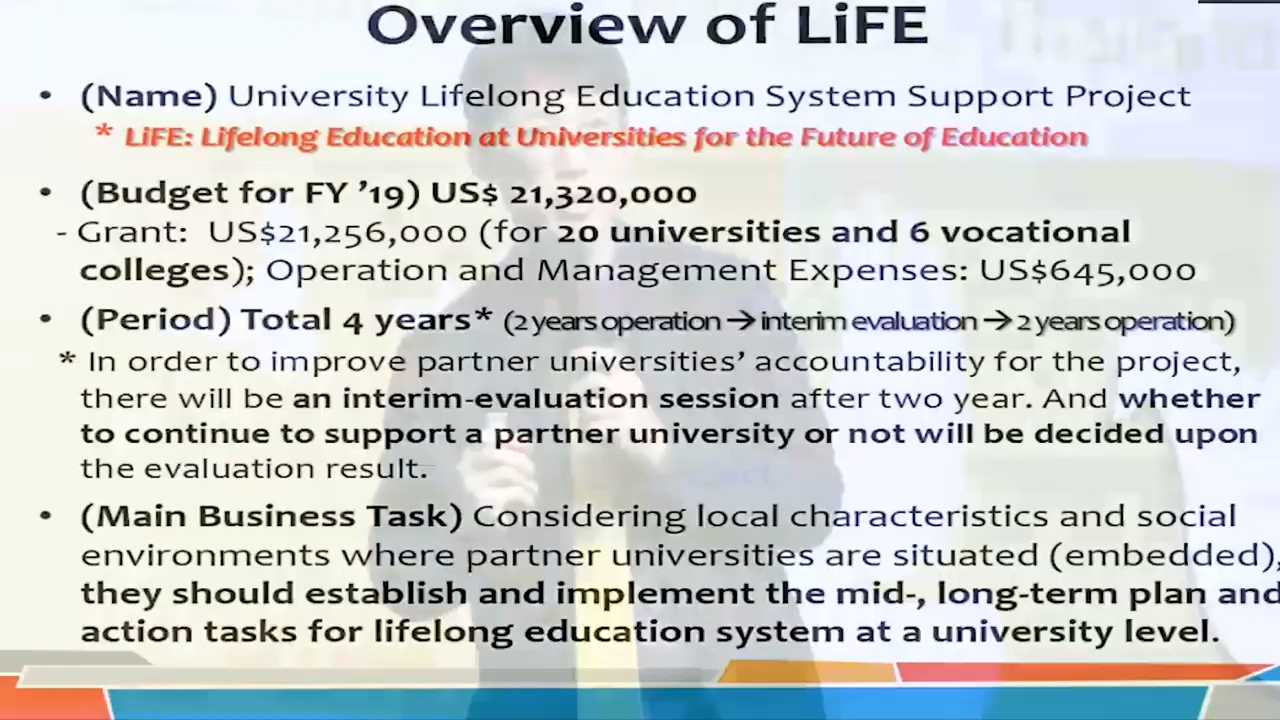 Overview of LiFE
• (Name) University Lifelong Education System Support Project
* LiFE: Lifelong Education at Universities for the Future of Education
• (Budget for FY ’19) US$ 21,320,000
- Grant: US$21,256,000 (for 20 universities and 6 vocational
colleges); Operation and Management Expenses: US$645,000
• (Period) Total 4 years* (2 years operation → interim evaluation → 2 years operation)
* In order to improve partner universities’ accountability for the project,
there will be an interim-evaluation session after two year. And whether
to continue to support a partner university or not will be decided upon
the evaluation result.
• (Main Business Task) Considering local characteristics and social
environments where partner universities are situated (embedded),
they should establish and implement the mid-, long-term plan and
action tasks for lifelong education system at a university level.